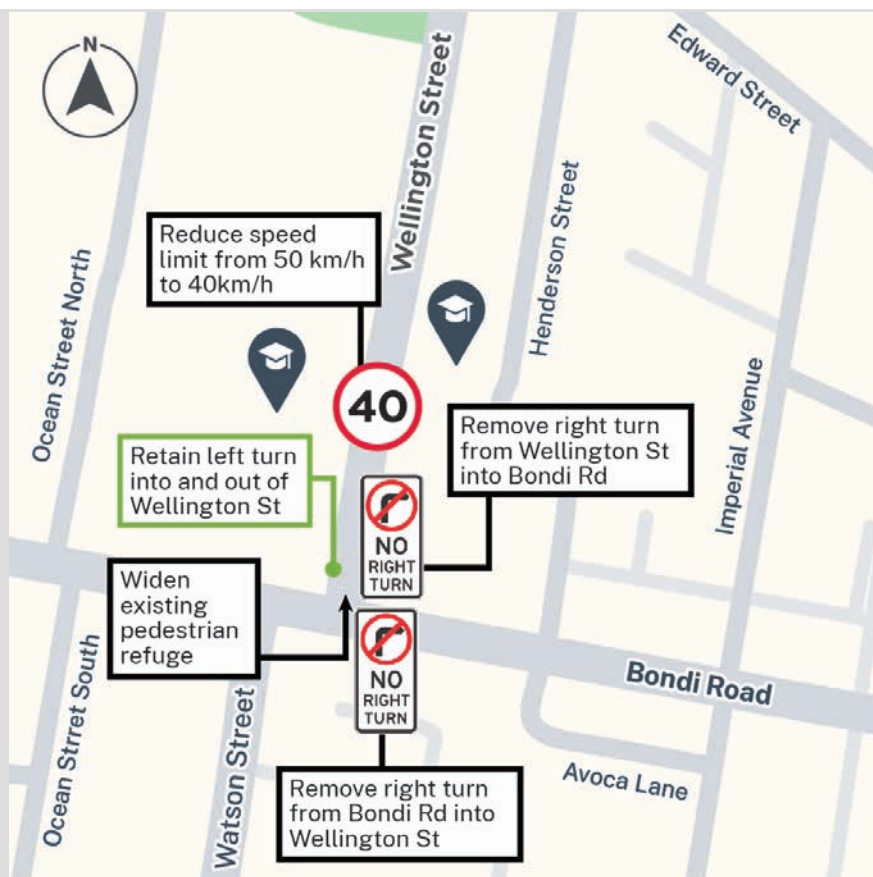 N
Edward Street
Wellington Street
Henderson Street
Reduce speed
limit from 50 km/h
to 40km/h
Ocean Street North
Imperial Avenue
40
Remove right turn
from Wellington St
into Bondi Rd
Retain left turn
into and out of
Wellington St
NO
RIGHT
TURN
Widen
existing
pedestrian
refuge
NO
RIGHT
TURN
Bondi Road
Ocean Strret South
Watson Street
Avoca Lane
Remove right turn
from Bondi Rd into
Wellington St